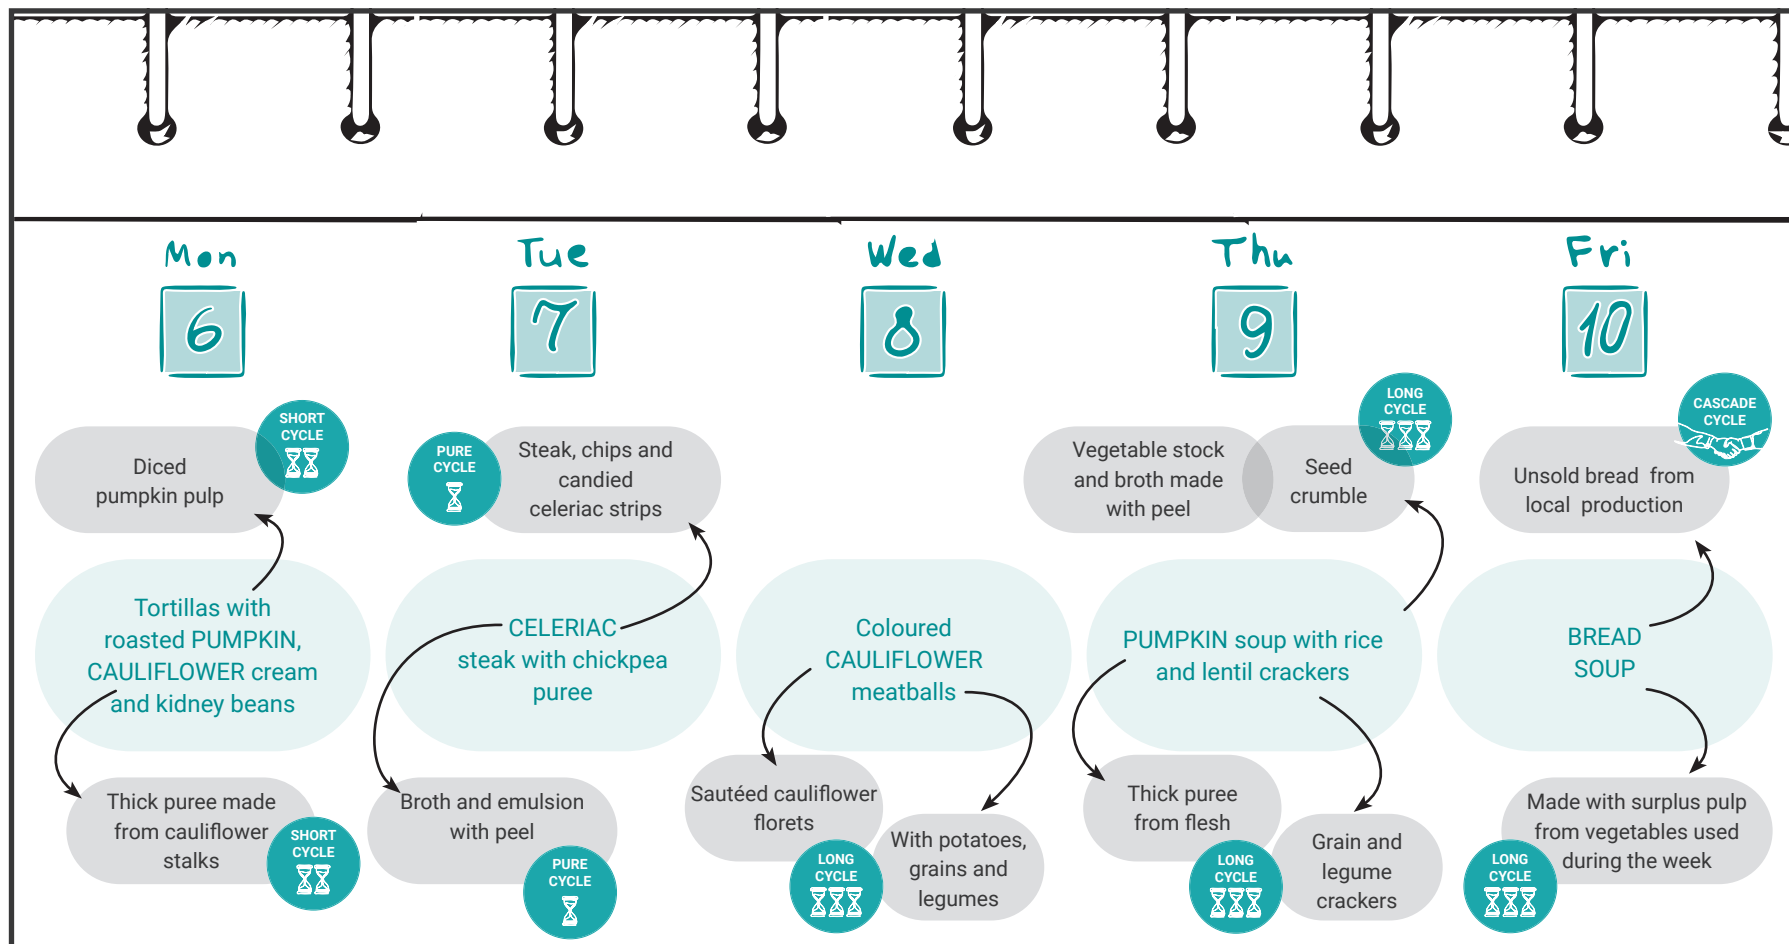 Mon
6
SHORT
CYCLE
Diced
pumpkin pulp
Tortillas with
roasted PUMPKIN,
CAULIFLOWER cream
and kidney beans
Thick puree made
from cauliflower
stalks
SHORT
CYCLE
Tue
7
PURE
CYCLE
Steak, chips and
candied
celeriac strips
CELERIAC
steak with chickpea
puree
Broth and emulsion
with peel
PURE
CYCLE
Wed
8
Coloured
CAULIFLOWER
meatballs
Sautéed cauliflower
florets
LONG
CYCLE
With potatoes,
grains and
legumes
Thu
9
LONG
CYCLE
Vegetable stock
and broth made
with peel
Seed
crumble
PUMPKIN soup with rice
and lentil crackers
Thick puree
from flesh
LONG
CYCLE
Grain and
legume
crackers
Fri
10
CASCADE
CYCLE
Unsold bread from
local production
BREAD
SOUP
Made with surplus pulp
from vegetables used
during the week
LONG
CYCLE